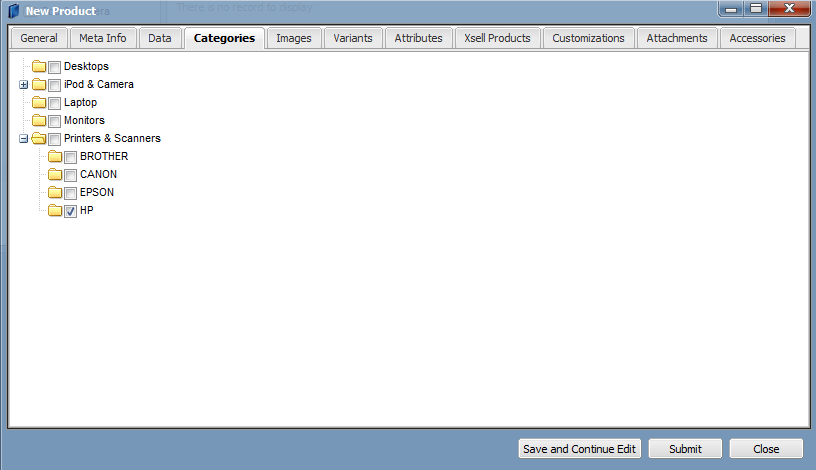 New Product
There is no record to display
General Meta Info Data Categories Images Variants Attributes Xsell Products Customizations Attachments Accessories
Desktops
iPod & Camera
Laptop
Monitors
Printers & Scanners
BROTHER
CANON
EPSON
HP
Save and Continue Edit Submit Close